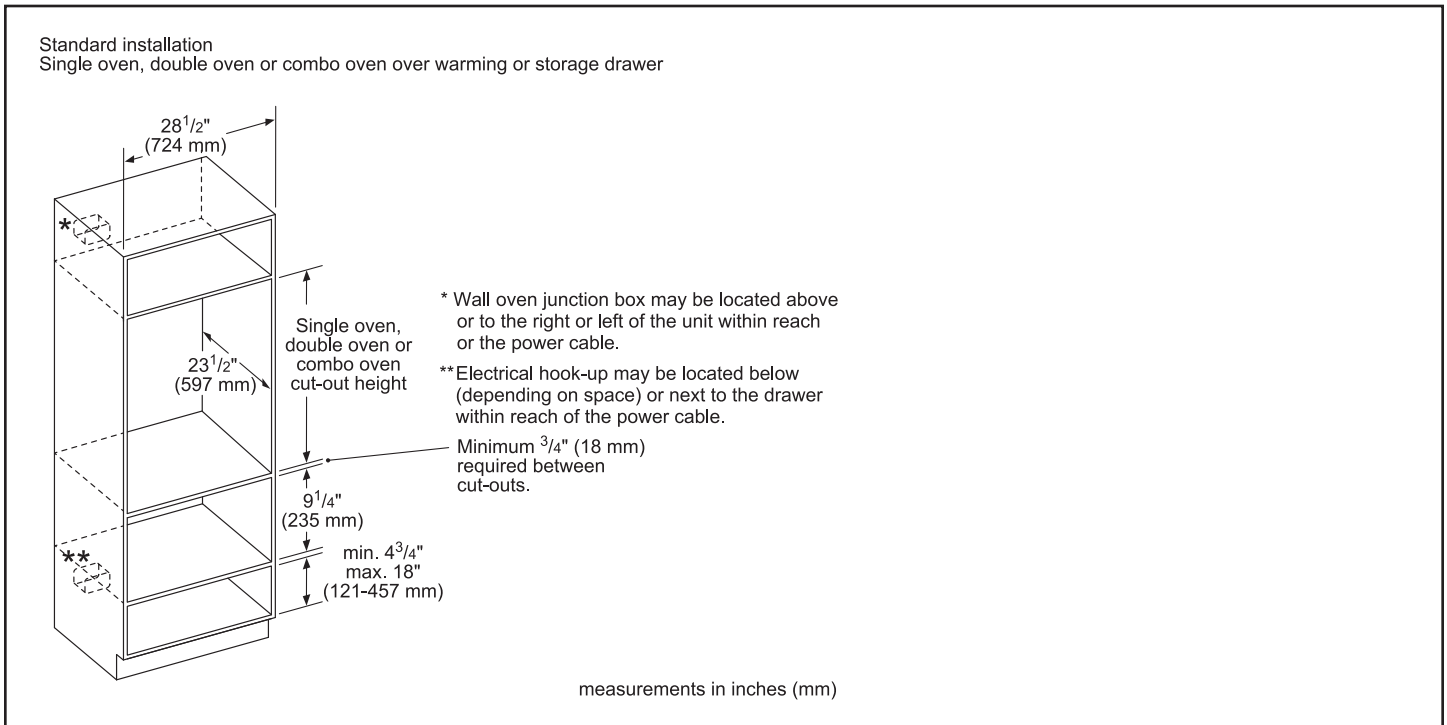 Standard installation
Single oven, double oven or combo oven over warming or storage drawer
28 1/2"
(724 mm)
*
Single oven,
double oven or
combo oven
cut-out height
23 1/2"
(597 mm)
* Wall oven junction box may be located above
or to the right or left of the unit within reach
or the power cable.
**Electrical hook-up may be located below
(depending on space) or next to the drawer
within reach of the power cable.
Minimum 3/4" (18 mm)
required between
cut-outs.
9 1/4"
(235 mm)
**
min. 4 3/4"
max. 18"
(121-457 mm)
measurements in inches (mm)